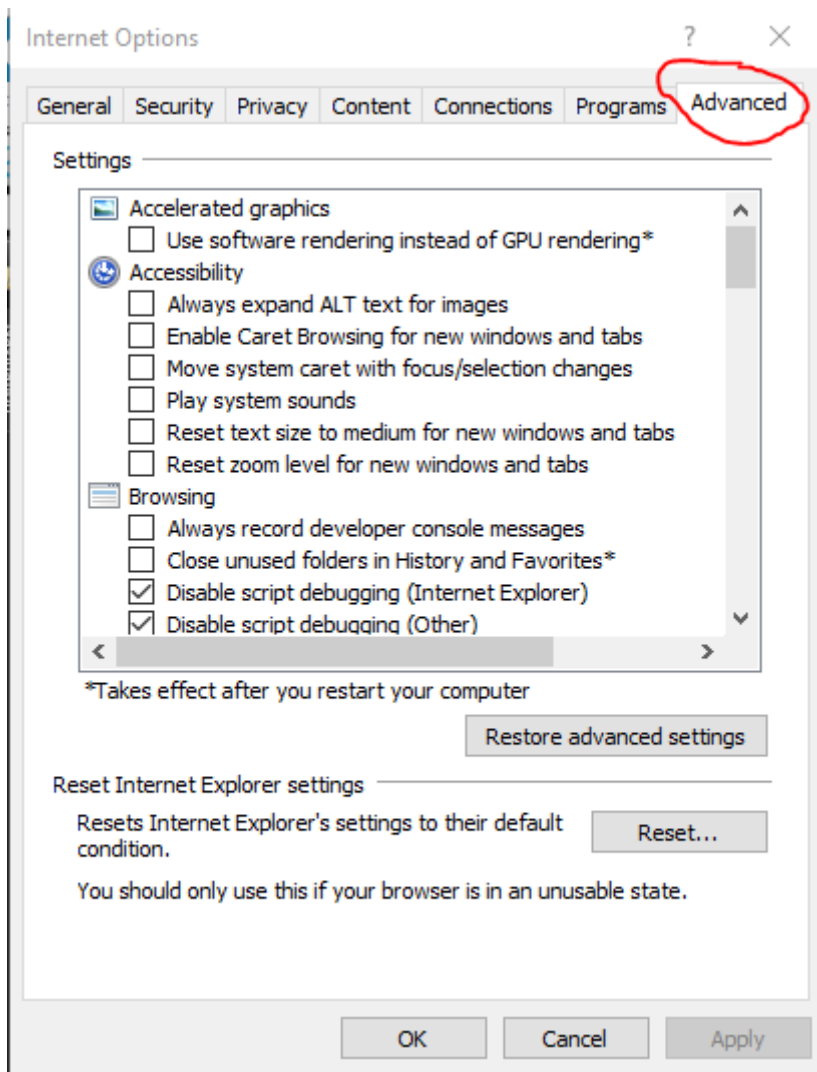 Internet Options ?
General Security Privacy Content Connections Programs Advanced
Settings
Accelerated graphics
Use software rendering instead of GPU rendering*
Accessibility
Always expand ALT text for images
Enable Caret Browsing for new windows and tabs
Move system caret with focus/selection changes
Play system sounds
Reset text size to medium for new windows and tabs
Reset zoom level for new windows and tabs
Browsing
Always record developer console messages
Close unused folders in History and Favorites*
Disable script debugging (Internet Explorer)
Disable script debugging (Other)
*Takes effect after you restart your computer
Restore advanced settings
Reset Internet Explorer settings
Resets Internet Explorer's settings to their default
condition.
Reset...
You should only use this if your browser is in an unusable state.
OK Cancel Apply